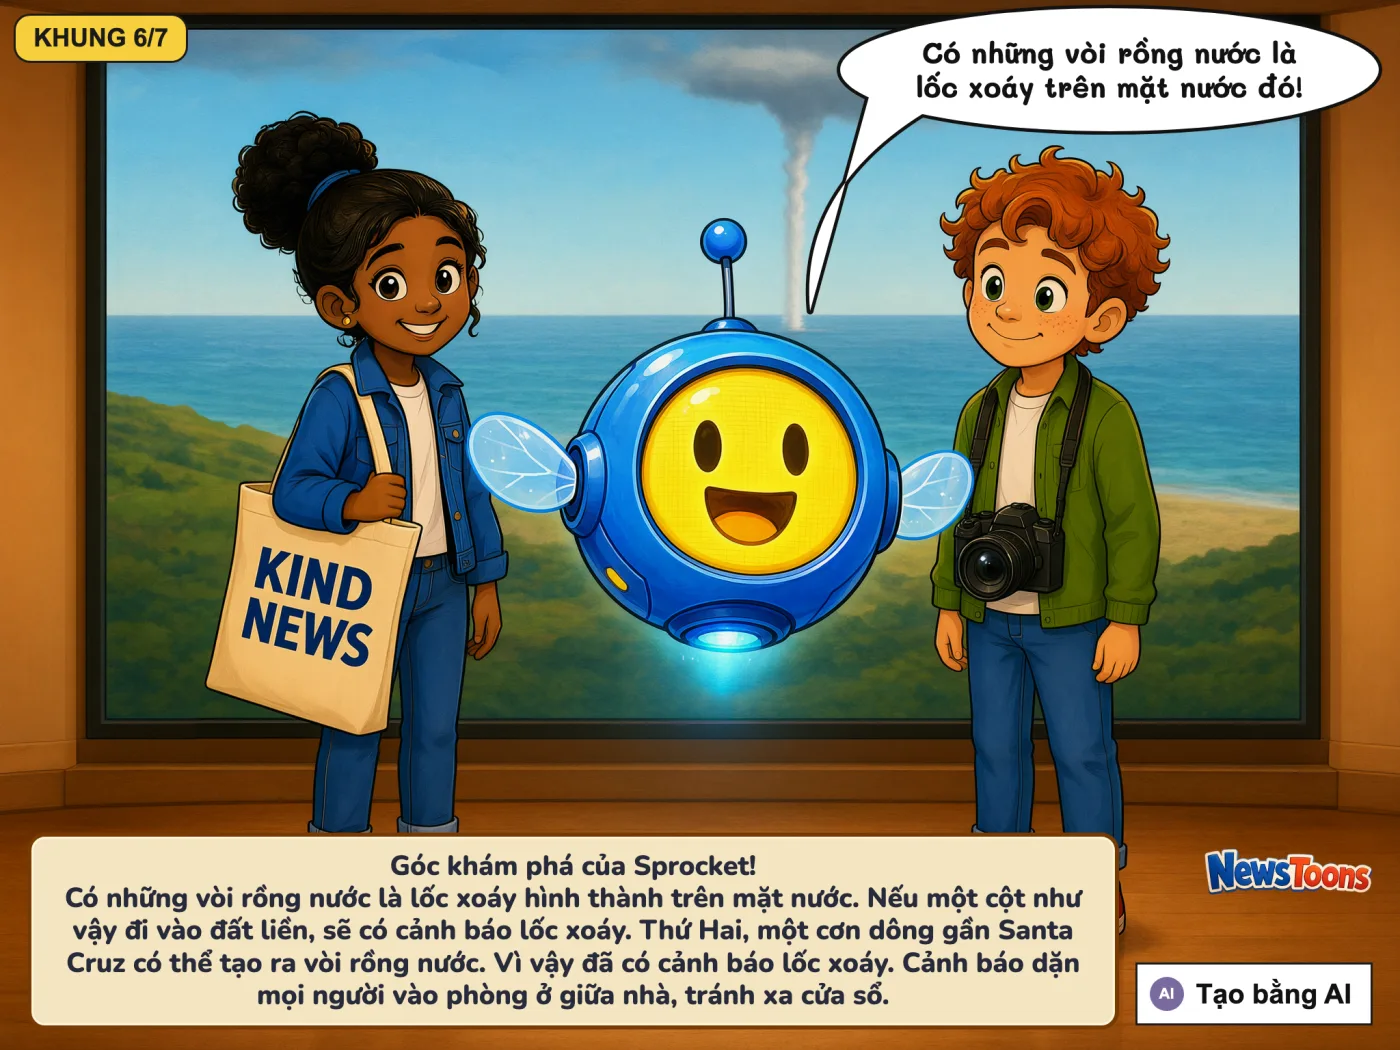 KHUNG 6/7
Có những vòi rồng nước là
lốc xoáy trên mặt nước đó!
KIND
NEWS
Góc khám phá của Sprocket!
Có những vòi rồng nước là lốc xoáy hình thành trên mặt nước. Nếu một cột như
vậy đi vào đất liền, sẽ có cảnh báo lốc xoáy. Thứ Hai, một cơn dông gần Santa
Cruz có thể tạo ra vòi rồng nước. Vì vậy đã có cảnh báo lốc xoáy. Cảnh báo dặn
mọi người vào phòng ở giữa nhà, tránh xa cửa sổ.
NewsToons
AI Tạo bằng AI